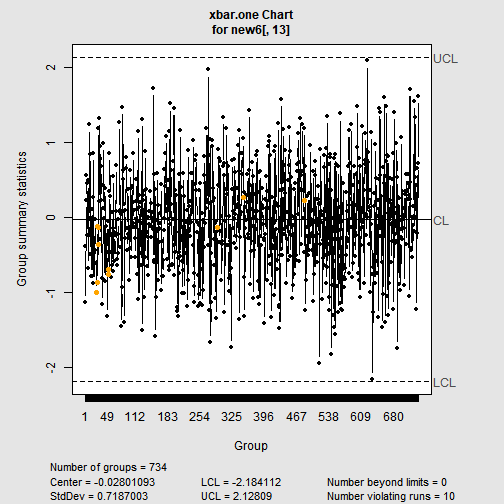 xbar.one Chart
for new6[, 13]
UCL
CL
LCL
Group summary statistics
2
1
0
-1
-2
1 49 112 183 254 325 396 467 538 609 680
Group
Number of groups = 734
Center = -0.02801093 LCL = -2.184112 Number beyond limits = 0
StdDev = 0.7187003 UCL = 2.12809 Number violating runs = 10